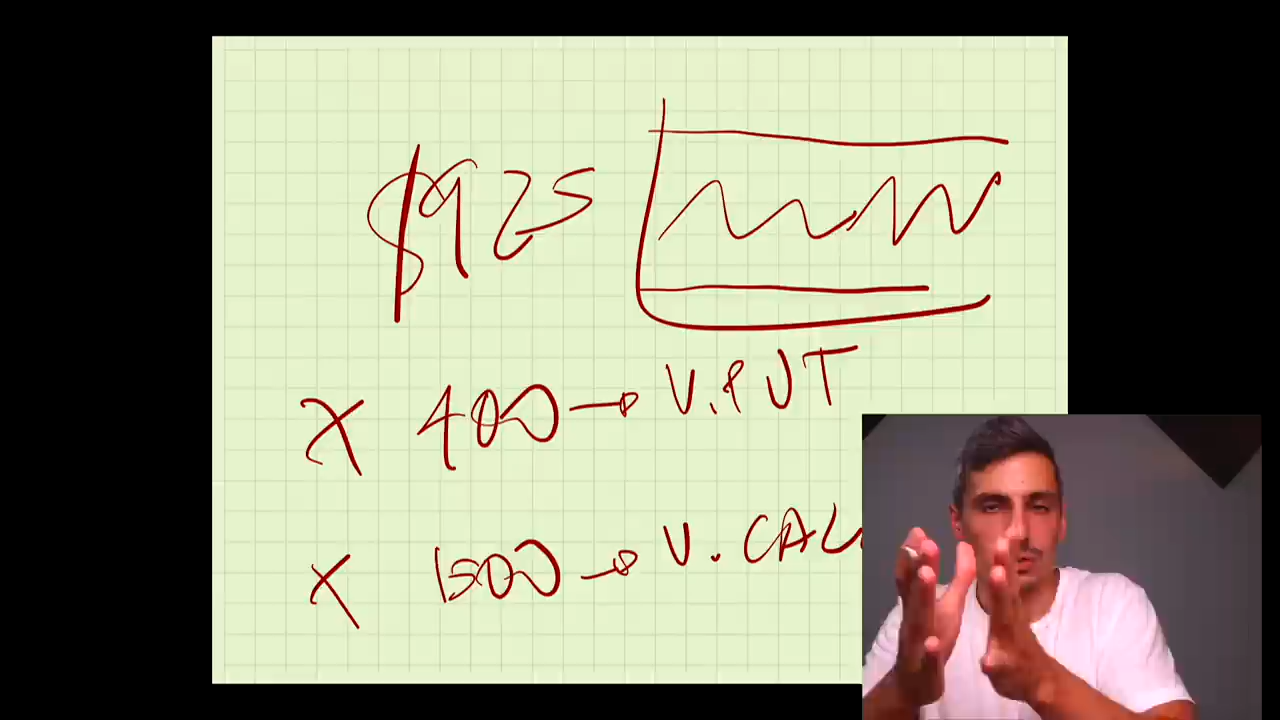 $925
X 400 → V. PUT
X 1500 → V. CAL